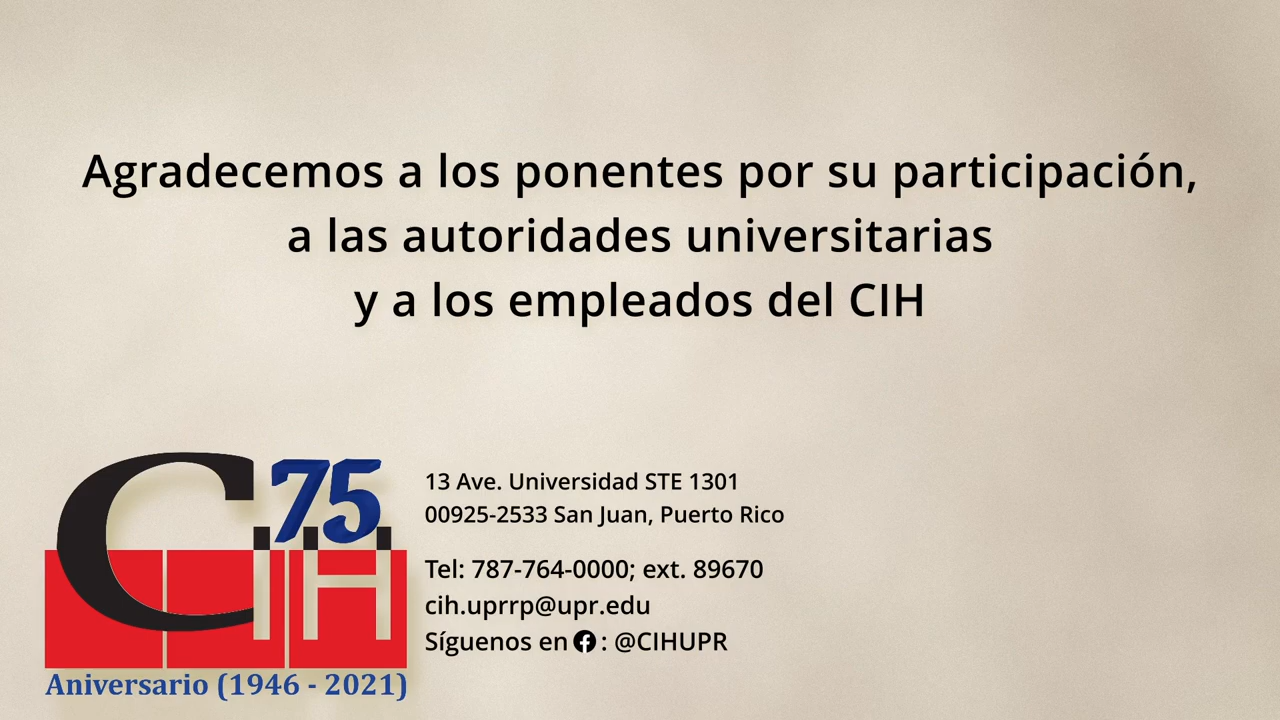 Agradecemos a los ponentes por su participación,
a las autoridades universitarias
y a los empleados del CIH
CIH 75
Aniversario (1946 - 2021)
13 Ave. Universidad STE 1301
00925-2533 San Juan, Puerto Rico
Tel: 787-764-0000; ext. 89670
cih.uprrp@upr.edu
Síguenos en : @CIHUPR